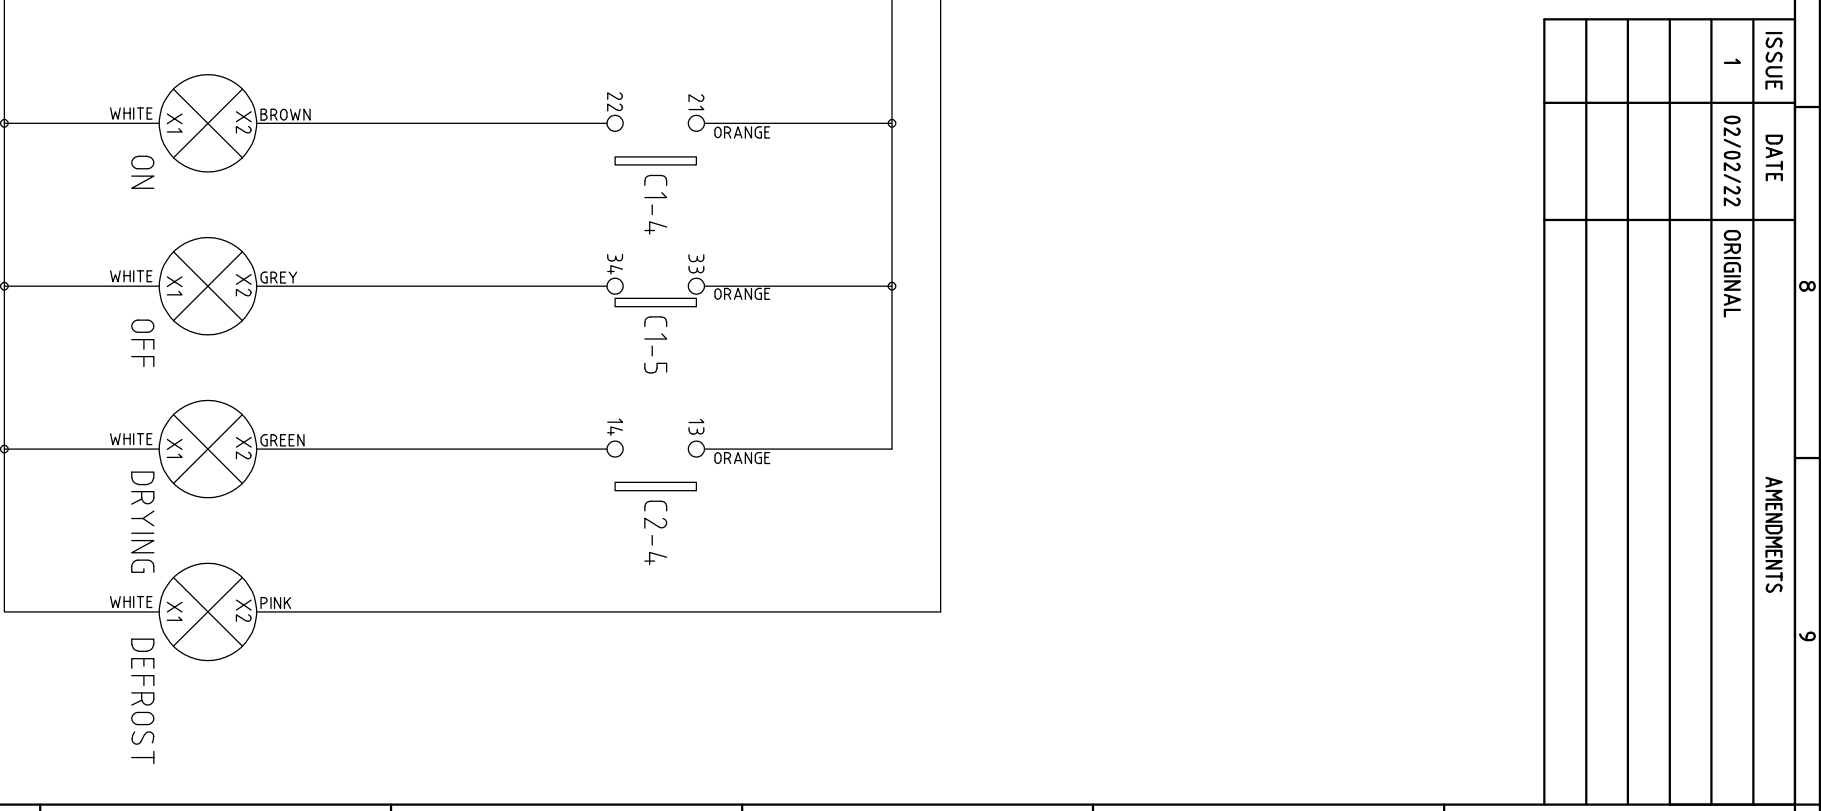 WHITE
X1
X2
BROWN
22
21
ORANGE
ON
C1-4
WHITE
X1
X2
GREY
34
33
ORANGE
OFF
C1-5
WHITE
X1
X2
GREEN
14
13
ORANGE
DRYING
C2-4
WHITE
X1
X2
PINK
DEFROST
8
9
ISSUE DATE AMENDMENTS
1 02/02/22 ORIGINAL